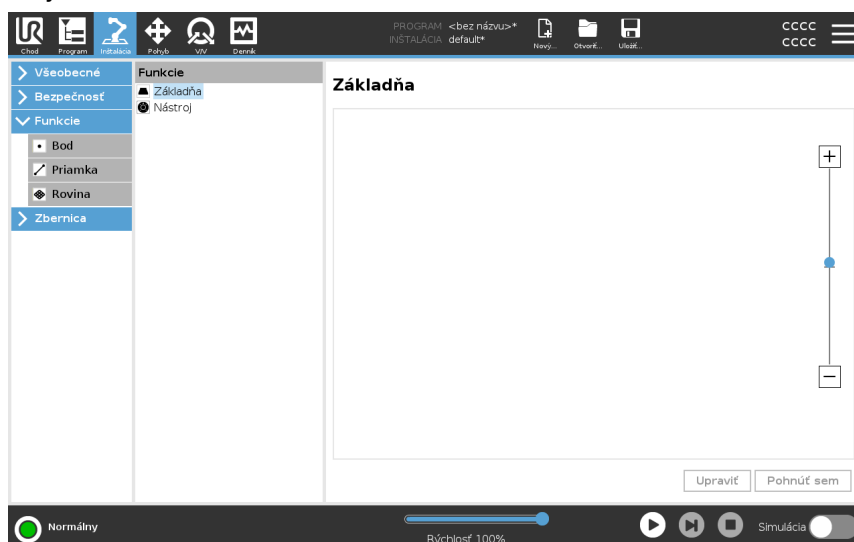 PROGRAM <bez názvu>*
INŠTALÁCIA default*
CCCC
CCCC
Chod Program Inštalácia Pohyb V/V Denník Nový... Otvoriť... Uložiť...
Všeobecné
Bezpečnosť
Funkcie
Bod
Priamka
Rovina
Zbernica
Funkcie
Základňa
Nástroj
Základňa
Upraviť Pohnúť sem
Normálny
Rýchlosť 100%
Simulácia